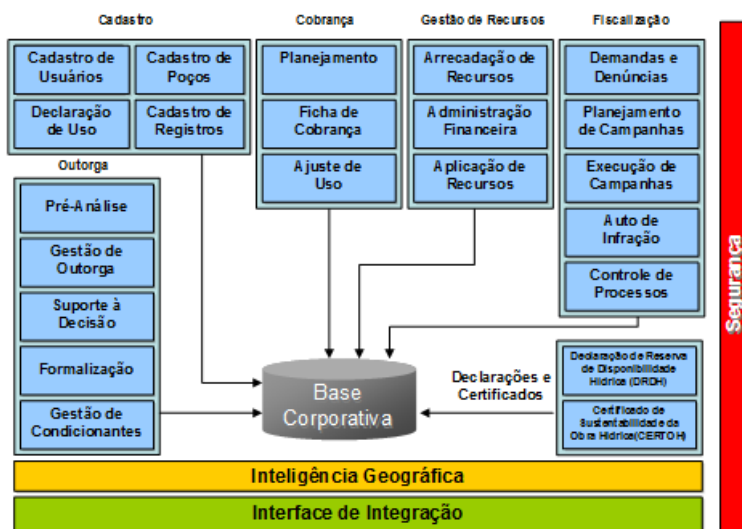 Cadastro
Cadastro de
Usuários
Cadastro de
Poços
Declaração
de Uso
Cadastro de
Registros
Cobrança
Planejamento
Ficha de
Cobrança
Ajuste de
Uso
Gestão de Recursos
Arrecadação de
Recursos
Administração
Financeira
Aplicação de
Recursos
Fiscalização
Demandas e
Denúncias
Planejamento
de Campanhas
Execução de
Campanhas
Auto de
Infração
Controle de
Processos
Outorga
Pré-Análise
Gestão de
Outorga
Suporte à
Decisão
Formalização
Gestão de
Condicionantes
Base
Corporativa
Declarações e
Certificados
Declaração de Reserva
de Disponibilidade
Hídrica (DRDH)
Certificado de
Sustentabilidade da
Obra Hídrica(CERTOH)
Segurança
Inteligência Geográfica
Interface de Integração